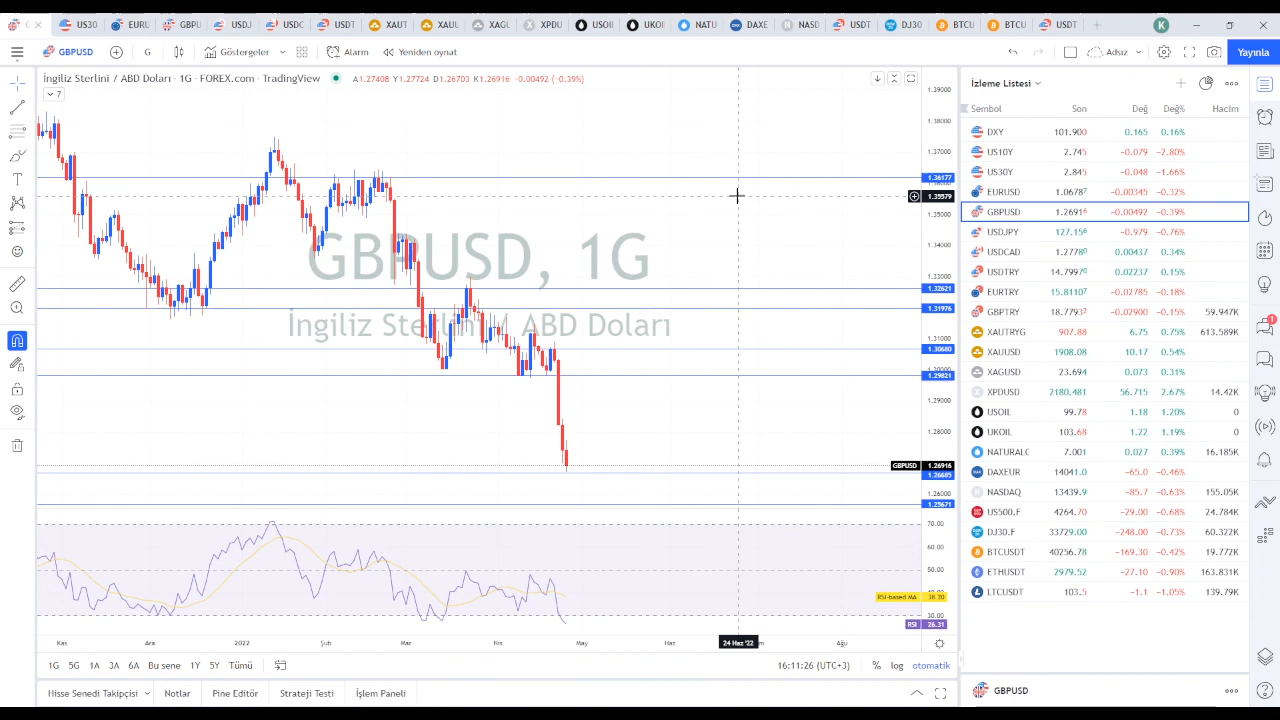 US30 EURU GBPU USDJ USDC USDT XAUT XAU XAGU XPDU USOII UKOI NATU DAXE NASI USDT DJ30 BTCU BTCU USDT K
GBPUSD G Göstergeler Alarm Yeniden oynat Adsız Yayınla
İngiliz Sterlini / ABD Doları · 1G · FOREX.com · TradingView A1.27408 Y1.27724 D1.26703 K1.26916 −0.00492 (−0.39%)
7
GBPUSD, 1G
İngiliz Sterlini / ABD Doları
1.39000
1.38000
1.37000
1.36177
1.35579
1.35000
1.34000
1.33000
1.32621
1.31976
1.31000
1.30680
1.30000
1.29821
1.29000
1.28000
GBPUSD 1.26916
1.26685
1.26000
1.25671
70.00
60.00
50.00
40.00
RSI-based MA 38.20
30.00
RSI 26.31
Kas Ara 2022 Şub Mar Nis May Haz 24 Haz '22 Ağu
1G 5G 1A 3A 6A Bu sene 1Y 5Y Tümü 16:11:26 (UTC+3) % log otomatik
Hisse Senedi Takipçisi Notlar Pine Editör Strateji Testi İşlem Paneli
İzleme Listesi
Sembol Son Değ Değ% Hacim
DXY 101.900 0.165 0.16%
US10Y 2.745 −0.079 −2.80%
US30Y 2.845 −0.048 −1.66%
EURUSD 1.06787 −0.00345 −0.32%
GBPUSD 1.26916 −0.00492 −0.39%
USDJPY 127.156 −0.979 −0.76%
USDCAD 1.27780 0.00437 0.34%
USDTRY 14.79970 0.02237 0.15%
EURTRY 15.81107 −0.02785 −0.18%
GBPTRY 18.77937 −0.02900 −0.15% 59.947K
XAUTRYG 907.88 6.75 0.75% 613.589K
XAUUSD 1908.08 10.17 0.54%
XAGUSD 23.694 0.073 0.31%
XPDUSD 2180.481 56.715 2.67% 14.42K
USOIL 99.78 1.18 1.20% 0
UKOIL 103.68 1.22 1.19% 0
NATURALG 7.001 0.027 0.39% 16.185K
DAXEUR 14041.0 −65.0 −0.46%
NASDAQ 13439.9 −85.7 −0.63% 155.05K
US500.F 4264.70 −29.00 −0.68% 24.784K
DJ30.F 33729.00 −248.00 −0.73% 60.322K
BTCUSDT 40256.78 −169.30 −0.42% 19.772K
ETHUSDT 2979.52 −27.10 −0.90% 163.831K
LTCUSDT 103.5 −1.1 −1.05% 139.79K
1
GBPUSD